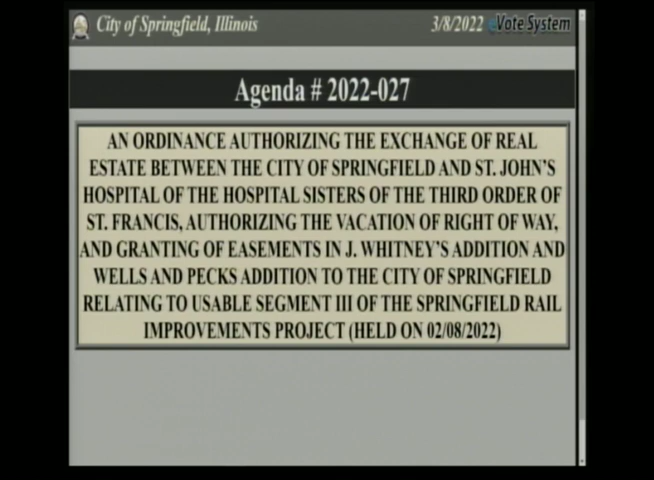 City of Springfield, Illinois
3/8/2022 eVote System
Agenda # 2022-027
AN ORDINANCE AUTHORIZING THE EXCHANGE OF REAL
ESTATE BETWEEN THE CITY OF SPRINGFIELD AND ST. JOHN'S
HOSPITAL OF THE HOSPITAL SISTERS OF THE THIRD ORDER OF
ST. FRANCIS, AUTHORIZING THE VACATION OF RIGHT OF WAY,
AND GRANTING OF EASEMENTS IN J. WHITNEY'S ADDITION AND
WELLS AND PECKS ADDITION TO THE CITY OF SPRINGFIELD
RELATING TO USABLE SEGMENT III OF THE SPRINGFIELD RAIL
IMPROVEMENTS PROJECT (HELD ON 02/08/2022)